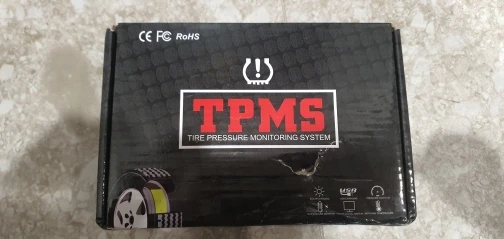 CE FC RoHS
TPMS
TIRE PRESSURE MONITORING SYSTEM
USB